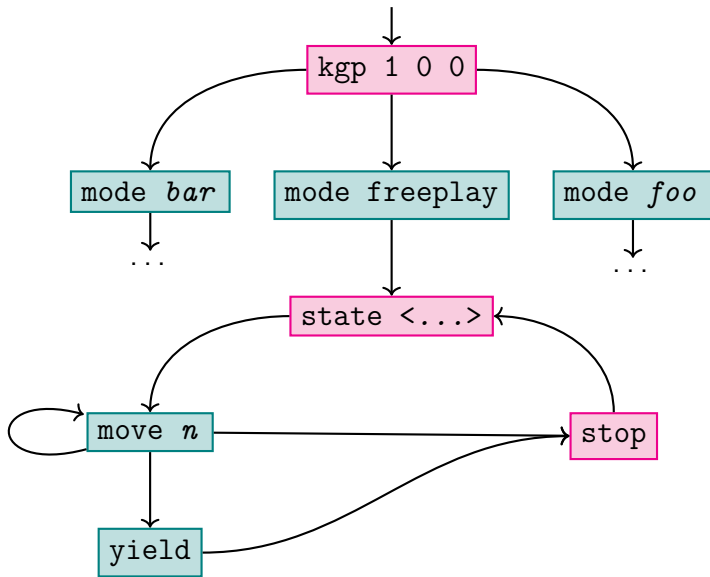 kgp 1 0 0
mode bar
mode freeplay
mode foo
...
...
state <...>
move n
stop
yield